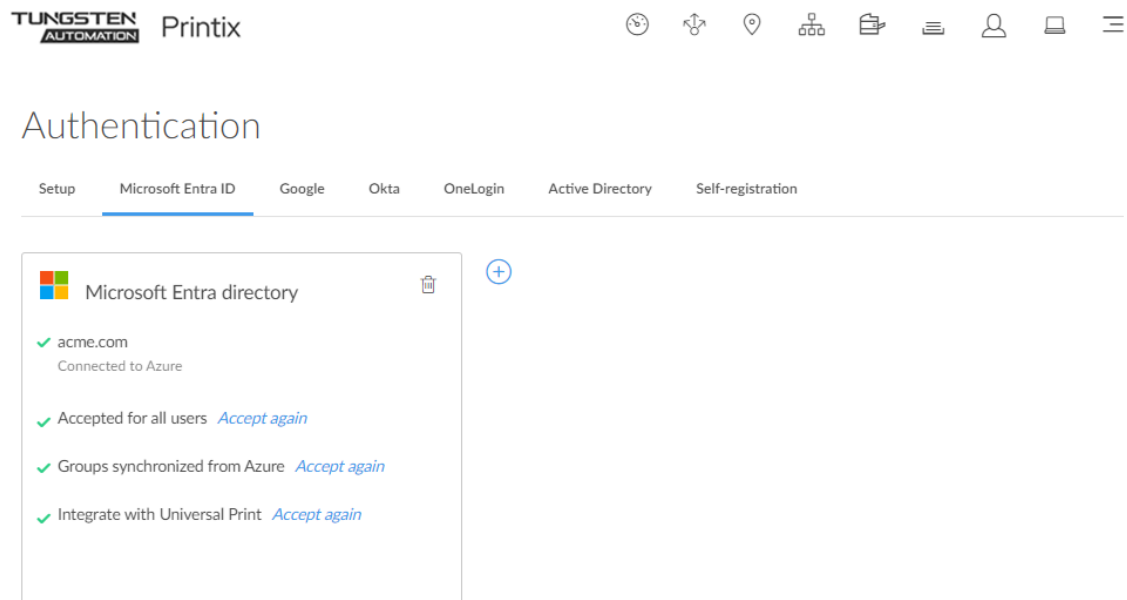 TUNGSTEN
AUTOMATION
Printix
Authentication
Setup Microsoft Entra ID Google Okta OneLogin Active Directory Self-registration
Microsoft Entra directory
acme.com
Connected to Azure
Accepted for all users Accept again
Groups synchronized from Azure Accept again
Integrate with Universal Print Accept again